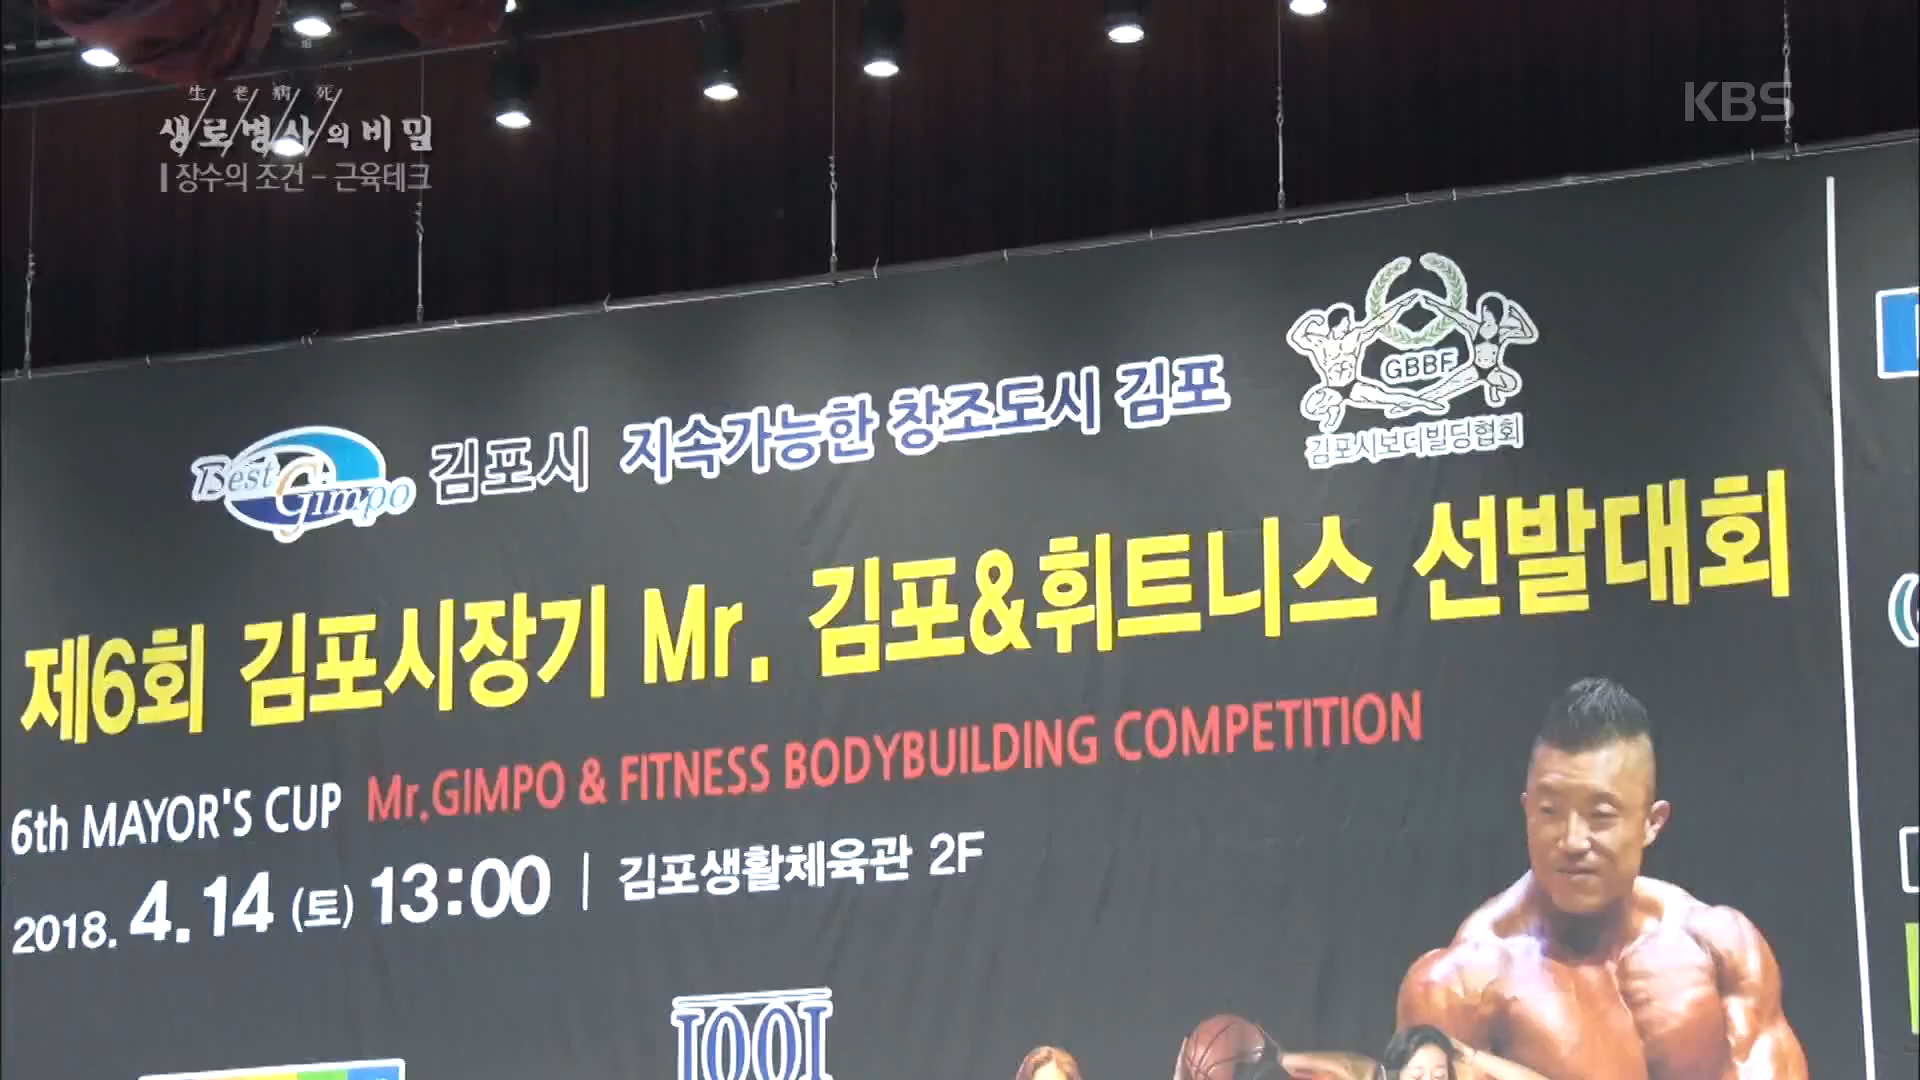 生老病死
생로병사의 비밀
장수의 조건 - 근육테크
KBS
Best Gimpo 김포시 지속가능한 창조도시 김포
GBBF
김포시보디빌딩협회
제6회 김포시장기 Mr. 김포&휘트니스 선발대회
6th MAYOR'S CUP Mr.GIMPO & FITNESS BODYBUILDING COMPETITION
2018. 4.14 (토) 13:00 | 김포생활체육관 2F